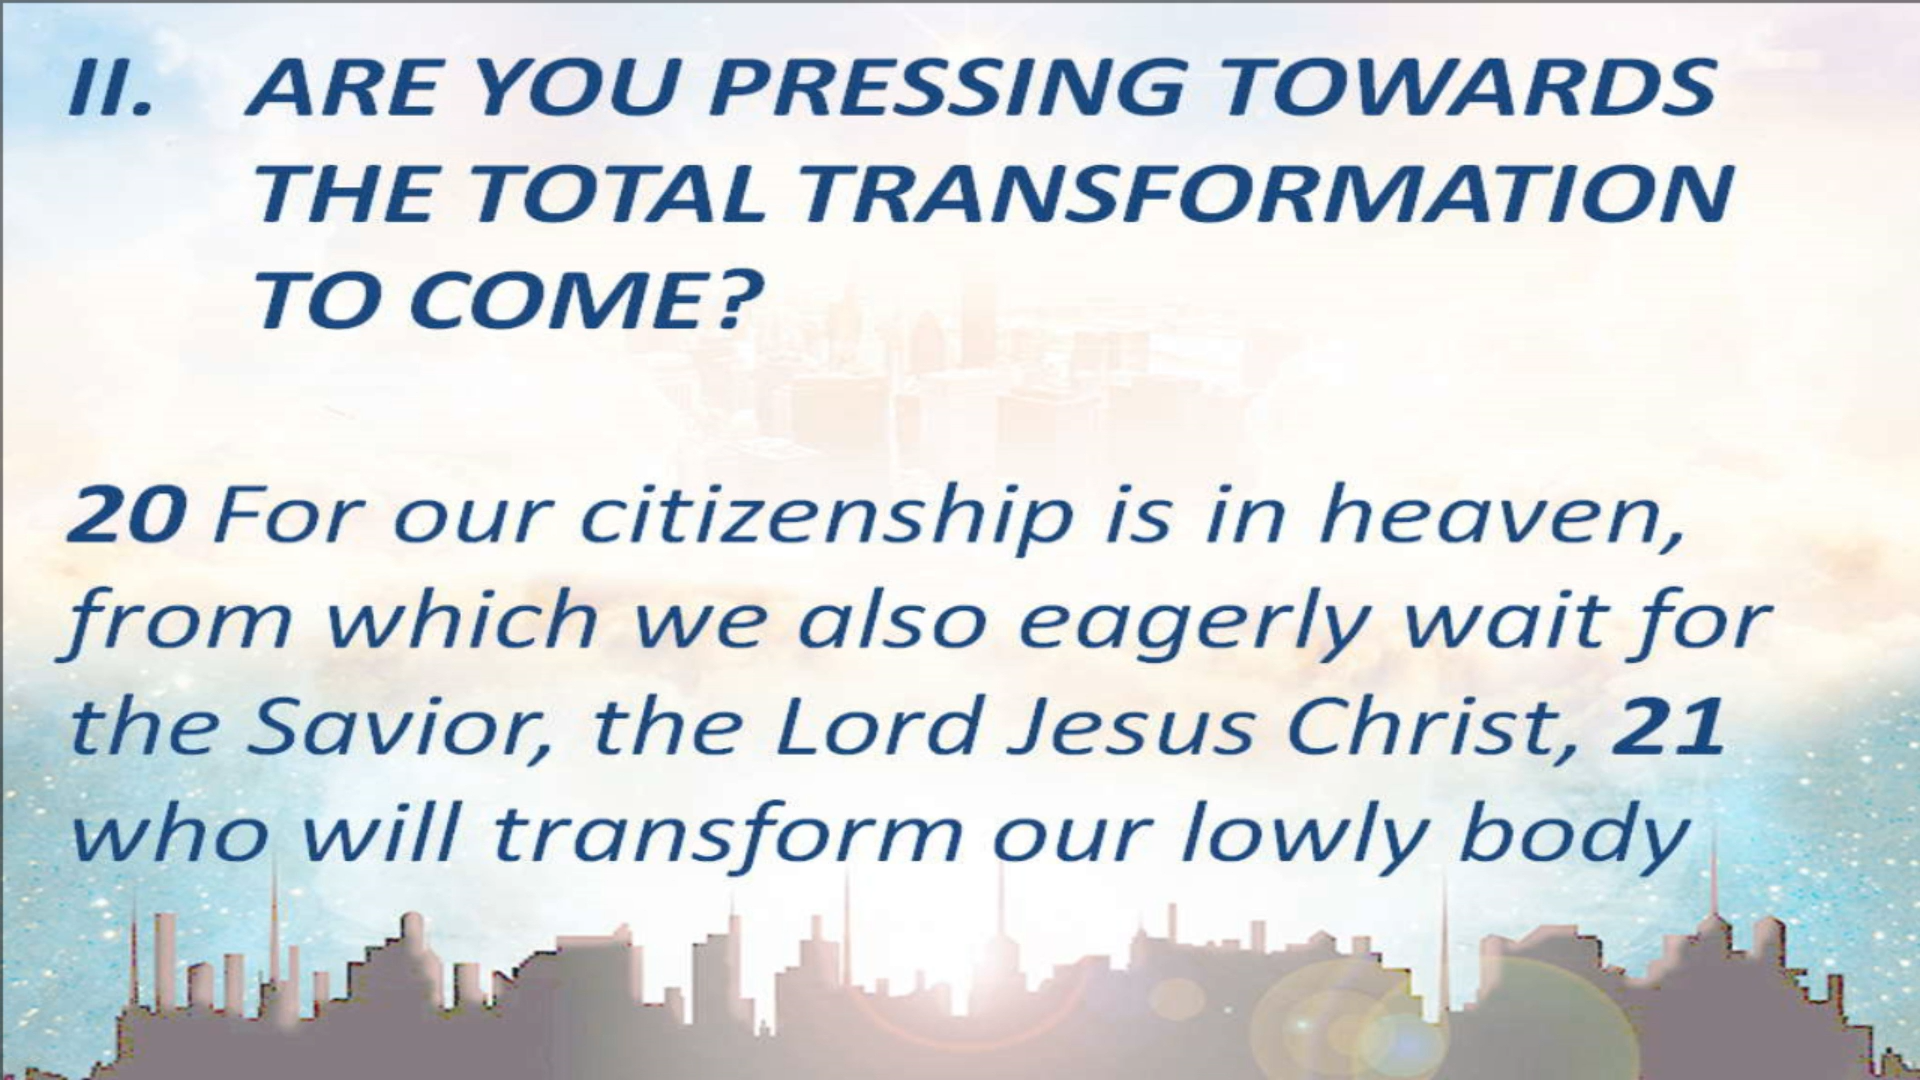 II. ARE YOU PRESSING TOWARDS
THE TOTAL TRANSFORMATION
TO COME?
20 For our citizenship is in heaven,
from which we also eagerly wait for
the Savior, the Lord Jesus Christ, 21
who will transform our lowly body